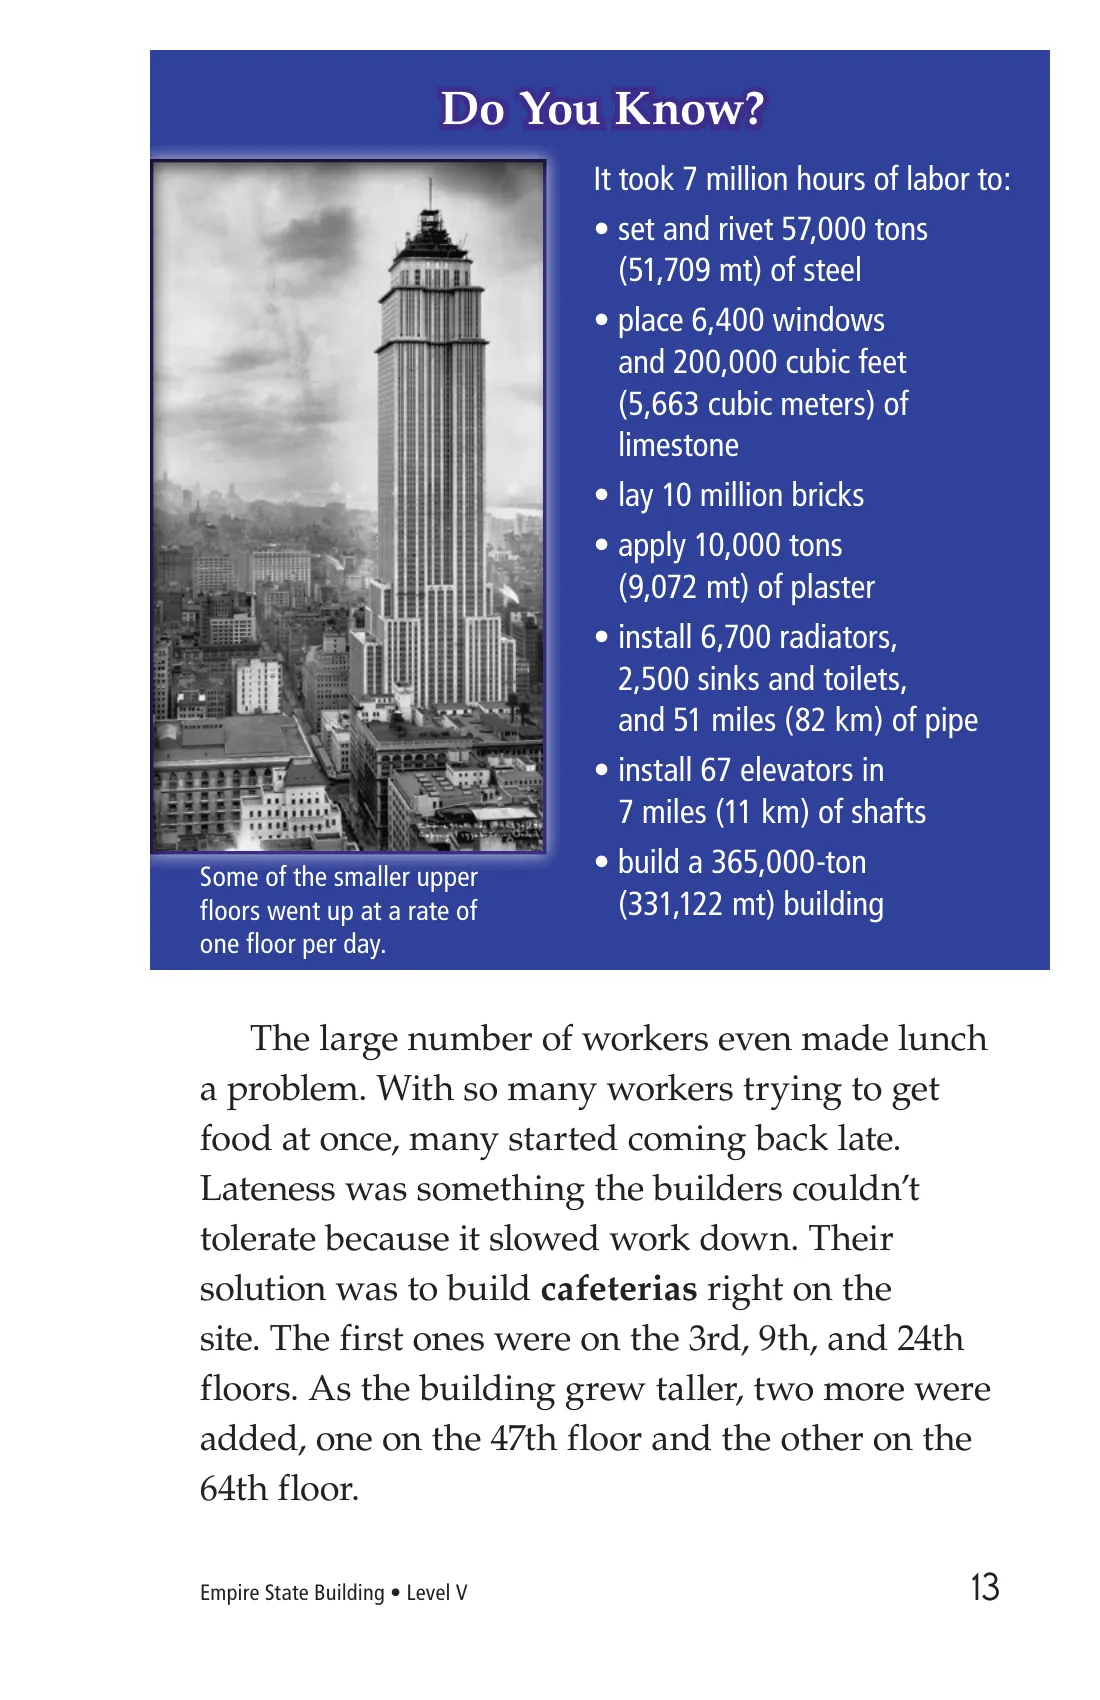 Do You Know?
It took 7 million hours of labor to:
• set and rivet 57,000 tons
(51,709 mt) of steel
• place 6,400 windows
and 200,000 cubic feet
(5,663 cubic meters) of
limestone
• lay 10 million bricks
• apply 10,000 tons
(9,072 mt) of plaster
• install 6,700 radiators,
2,500 sinks and toilets,
and 51 miles (82 km) of pipe
• install 67 elevators in
7 miles (11 km) of shafts
• build a 365,000-ton
(331,122 mt) building
Some of the smaller upper
floors went up at a rate of
one floor per day.
The large number of workers even made lunch
a problem. With so many workers trying to get
food at once, many started coming back late.
Lateness was something the builders couldn’t
tolerate because it slowed work down. Their
solution was to build cafeterias right on the
site. The first ones were on the 3rd, 9th, and 24th
floors. As the building grew taller, two more were
added, one on the 47th floor and the other on the
64th floor.
Empire State Building • Level V
13